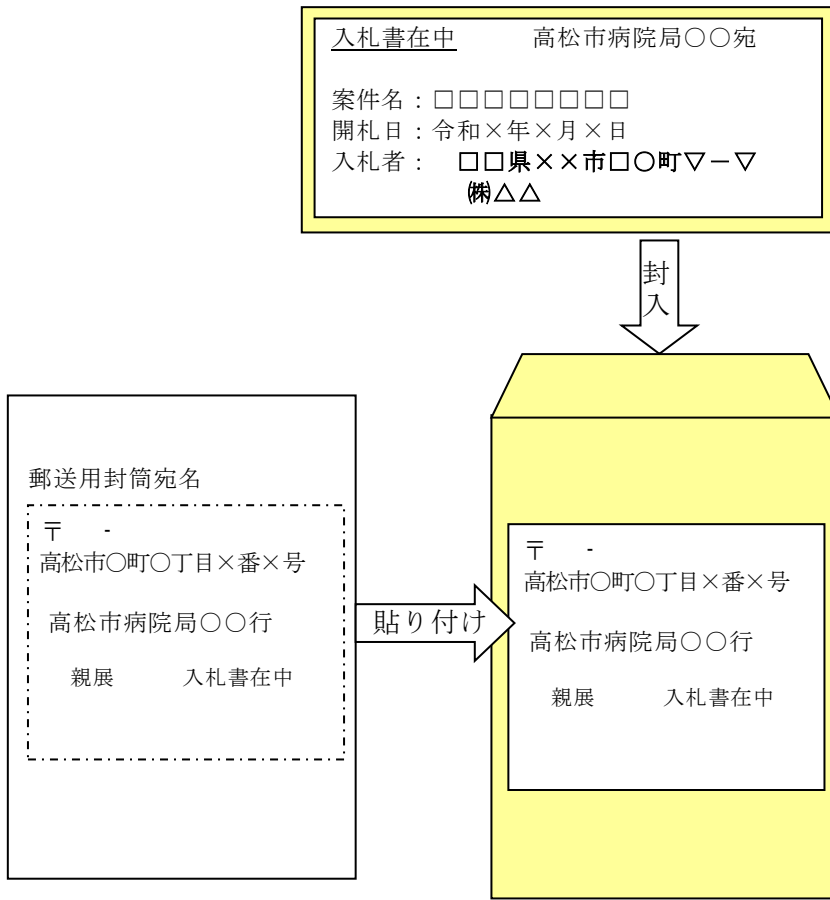 入札書在中　　高松市病院局○○宛
案件名：□□□□□□□□
開札日：令和×年×月×日
入札者：　□□県××市□○町▽－▽
㈱△△
封入
郵送用封筒宛名
〒　-
高松市○町○丁目×番×号
高松市病院局○○行
親展　　入札書在中
貼り付け
〒　-
高松市○町○丁目×番×号
高松市病院局○○行
親展　　入札書在中